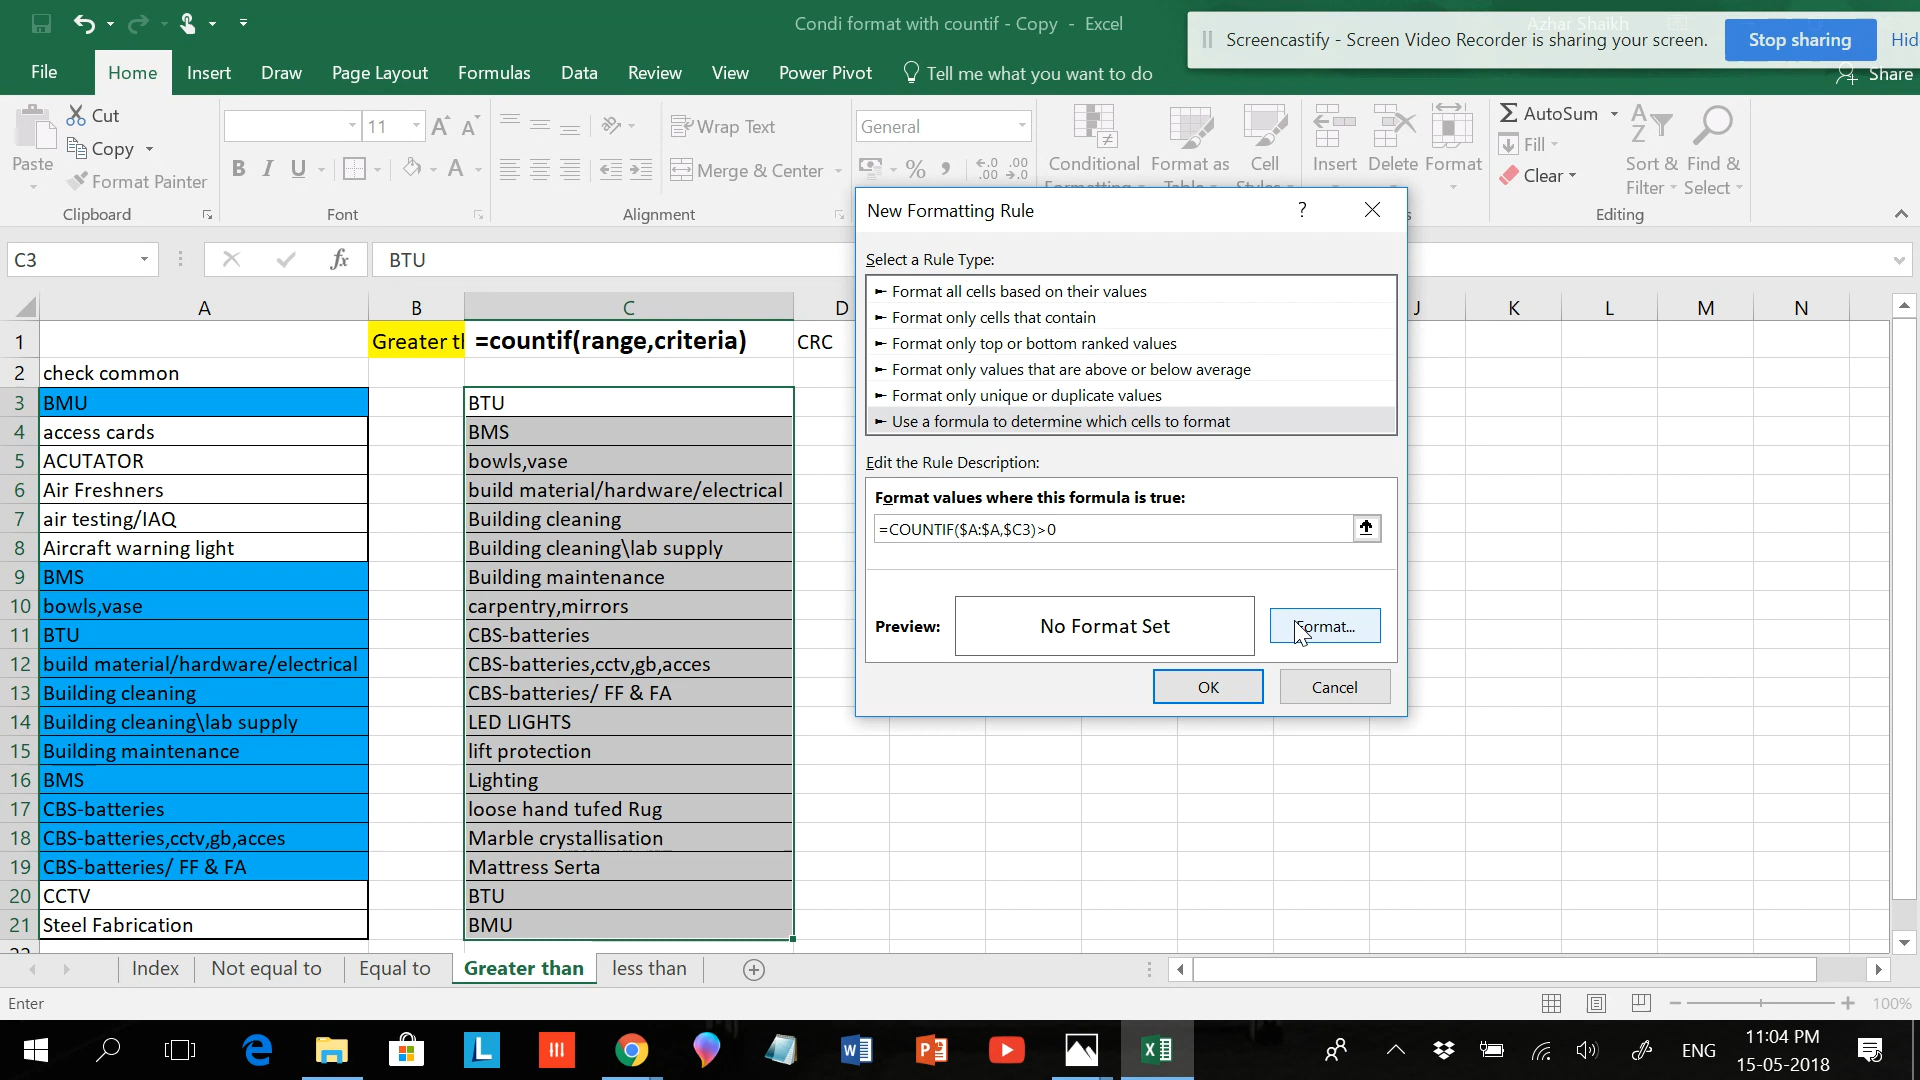 Condi format with countif - Copy - Excel
Azhar Shaikh
Screencastify - Screen Video Recorder is sharing your screen.
Stop sharing
Hid
File
Home
Insert
Draw
Page Layout
Formulas
Data
Review
View
Power Pivot
Tell me what you want to do
Share
Paste
Cut
Copy
Format Painter
Clipboard
11
B I U
Font
Wrap Text
Merge & Center
Alignment
General
Conditional
Formatting
Format as
Table
Cell
Styles
Insert
Delete
Format
AutoSum
Fill
Clear
Sort &
Filter
Find &
Select
Editing
C3
fx
BTU
A B C D J K L M N
1 Greater th =countif(range,criteria) CRC
2 check common
3 BMU BTU
4 access cards BMS
5 ACUTATOR bowls,vase
6 Air Freshners build material/hardware/electrical
7 air testing/IAQ Building cleaning
8 Aircraft warning light Building cleaning\lab supply
9 BMS Building maintenance
10 bowls,vase carpentry,mirrors
11 BTU CBS-batteries
12 build material/hardware/electrical CBS-batteries,cctv,gb,acces
13 Building cleaning CBS-batteries/ FF & FA
14 Building cleaning\lab supply LED LIGHTS
15 Building maintenance lift protection
16 BMS Lighting
17 CBS-batteries loose hand tufed Rug
18 CBS-batteries,cctv,gb,acces Marble crystallisation
19 CBS-batteries/ FF & FA Mattress Serta
20 CCTV BTU
21 Steel Fabrication BMU
New Formatting Rule
?
Select a Rule Type:
► Format all cells based on their values
► Format only cells that contain
► Format only top or bottom ranked values
► Format only values that are above or below average
► Format only unique or duplicate values
► Use a formula to determine which cells to format
Edit the Rule Description:
Format values where this formula is true:
=COUNTIF($A:$A,$C3)>0
Preview:
No Format Set
Format...
OK
Cancel
Index
Not equal to
Equal to
Greater than
less than
Enter
100%
ENG
11:04 PM
15-05-2018